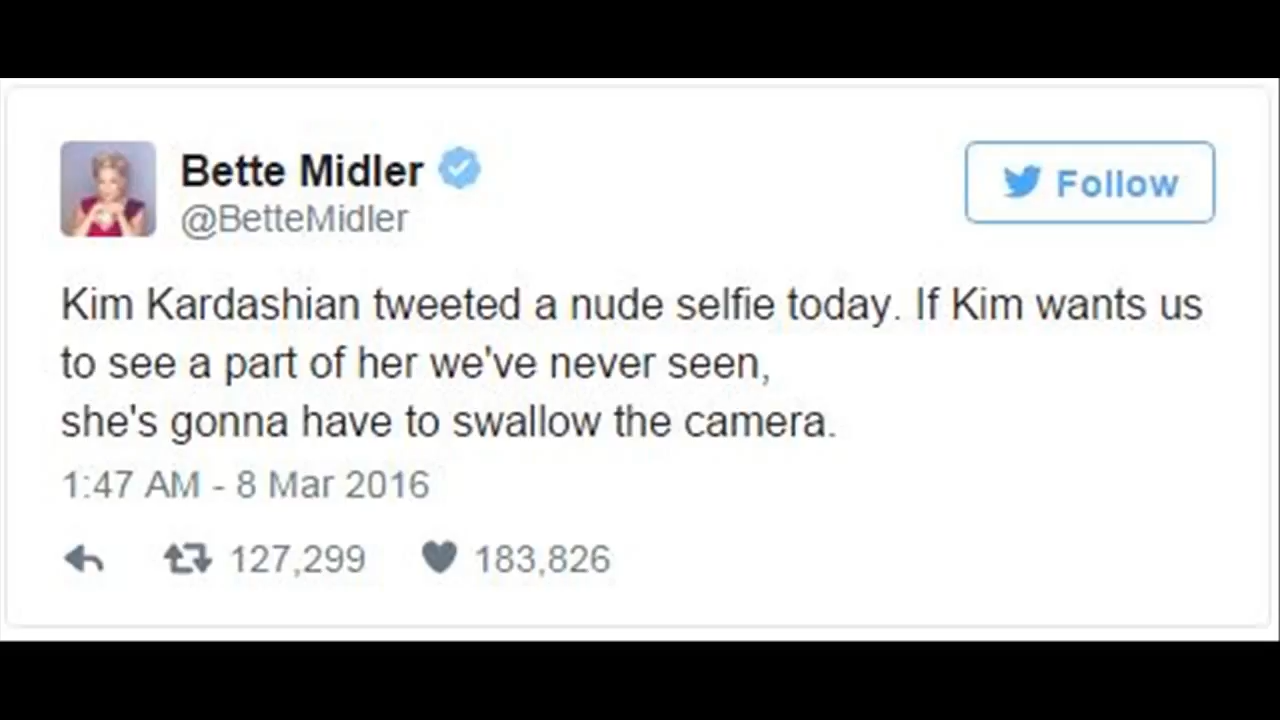 Bette Midler
@BetteMidler
Follow
Kim Kardashian tweeted a nude selfie today. If Kim wants us
to see a part of her we've never seen,
she's gonna have to swallow the camera.
1:47 AM - 8 Mar 2016
127,299 183,826